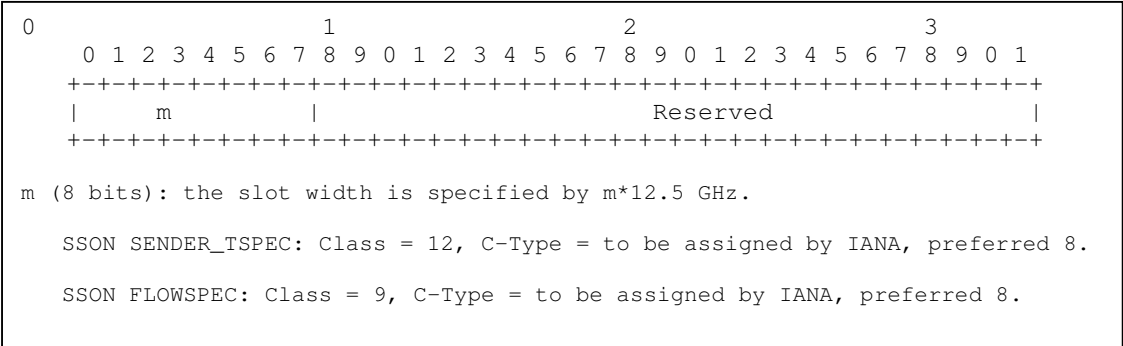 0                   1                   2                   3
    0 1 2 3 4 5 6 7 8 9 0 1 2 3 4 5 6 7 8 9 0 1 2 3 4 5 6 7 8 9 0 1
   +-+-+-+-+-+-+-+-+-+-+-+-+-+-+-+-+-+-+-+-+-+-+-+-+-+-+-+-+-+-+-+-+
   |     m         |                      Reserved                 |
   +-+-+-+-+-+-+-+-+-+-+-+-+-+-+-+-+-+-+-+-+-+-+-+-+-+-+-+-+-+-+-+-+
m (8 bits): the slot width is specified by m*12.5 GHz.
   SSON SENDER_TSPEC: Class = 12, C-Type = to be assigned by IANA, preferred 8.
   SSON FLOWSPEC: Class = 9, C-Type = to be assigned by IANA, preferred 8.